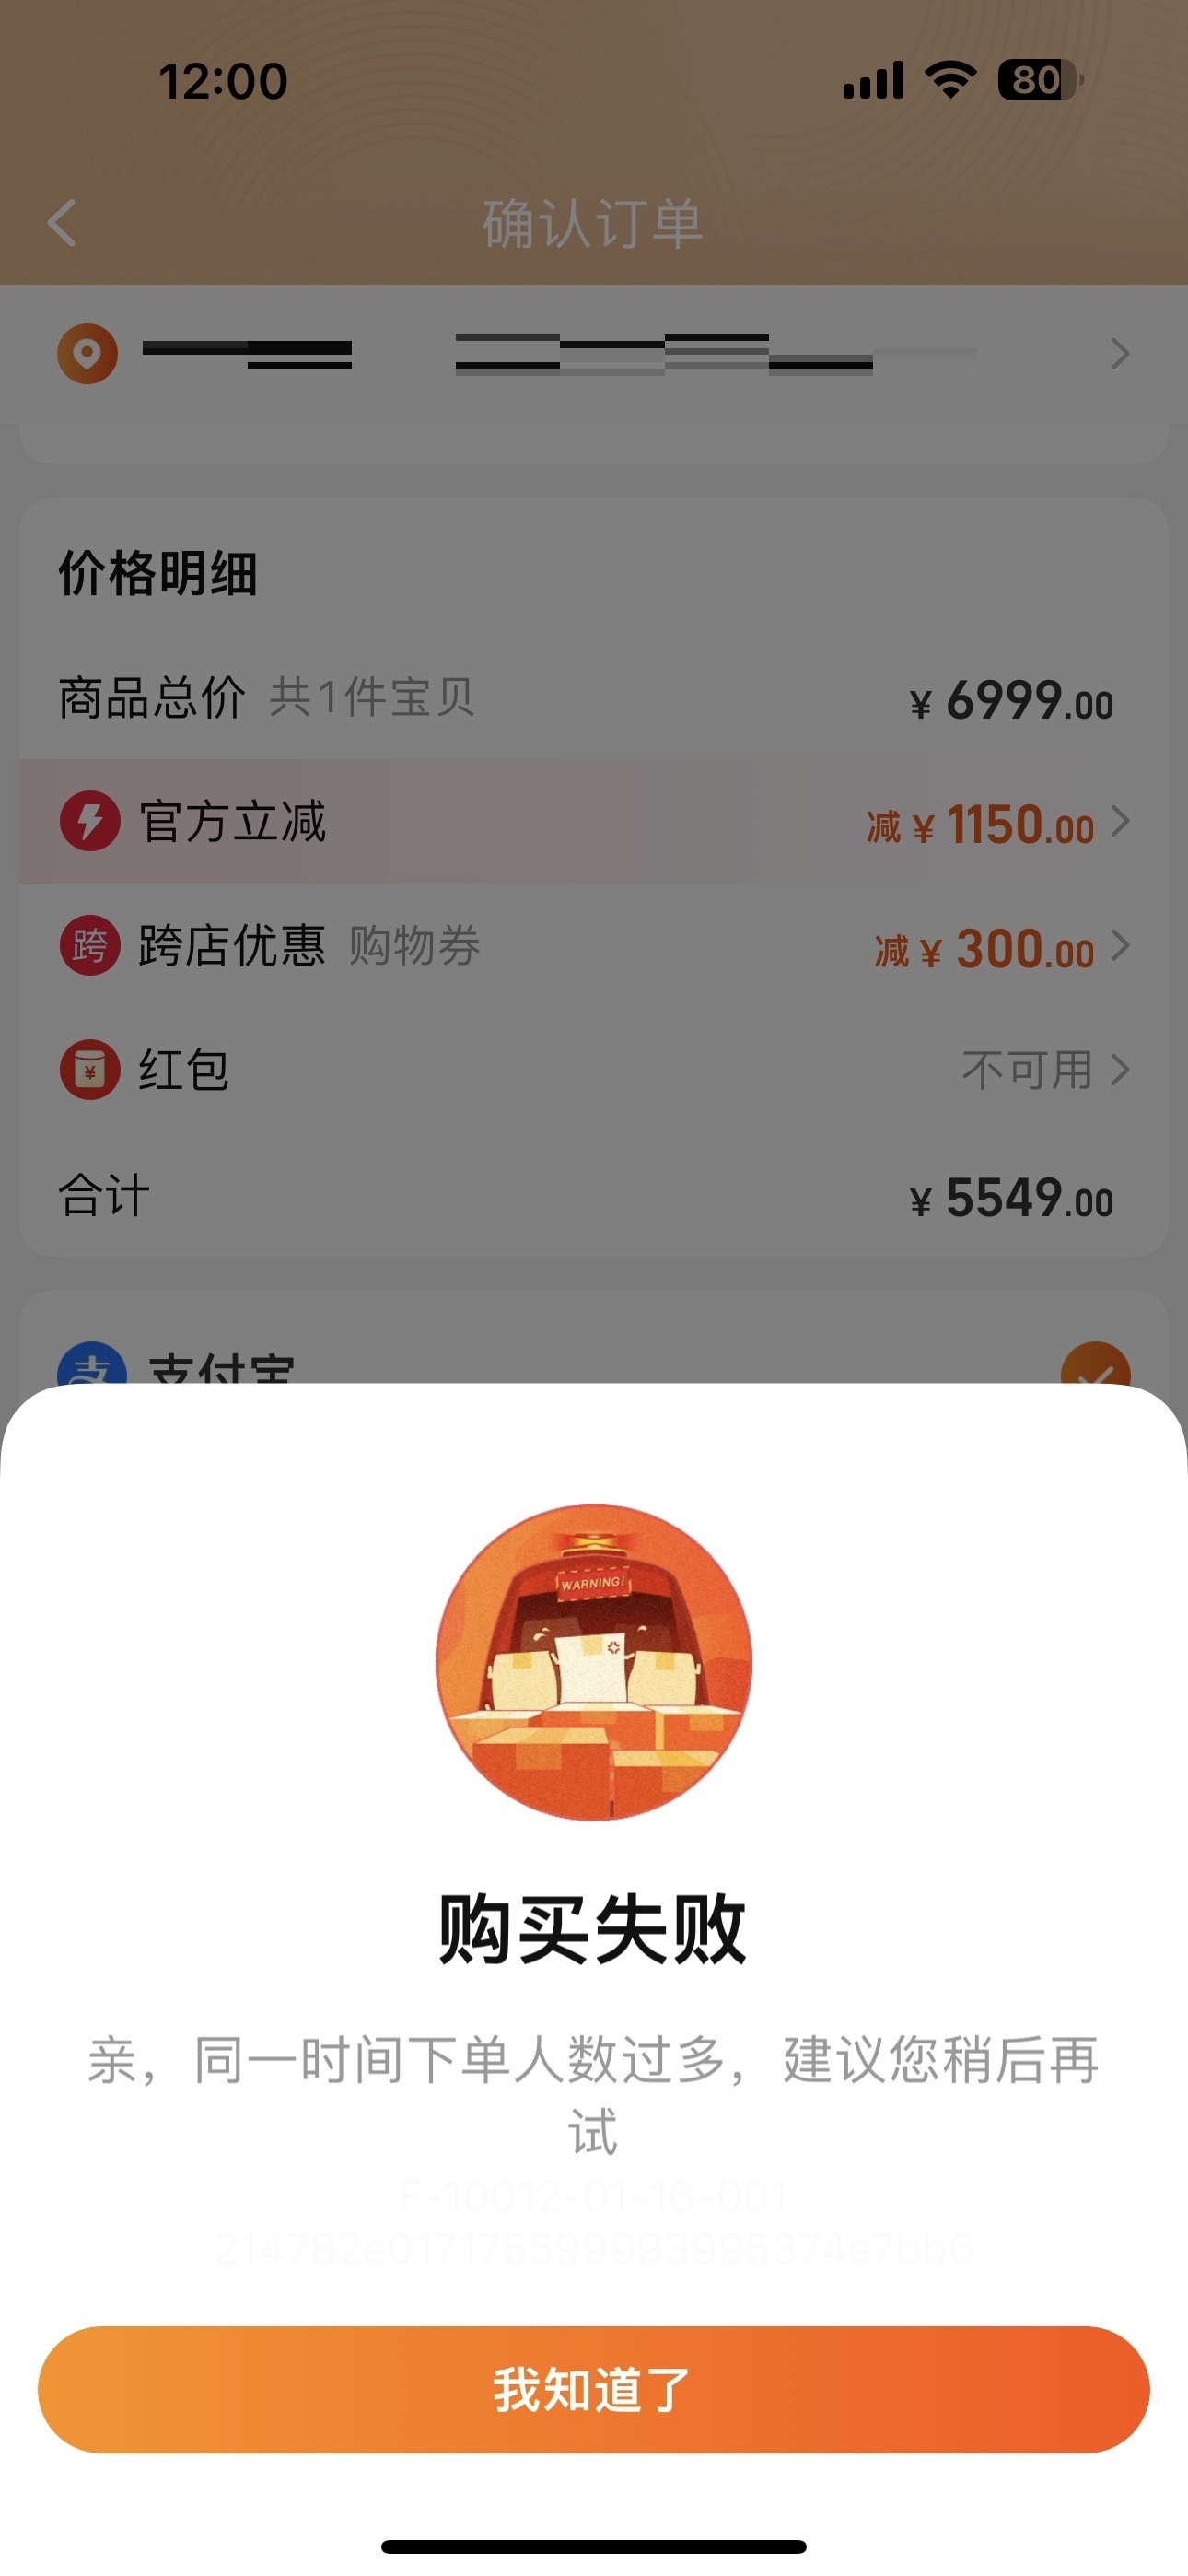 12:00
80
确认订单
价格明细
商品总价 共1件宝贝 ¥ 6999.00
官方立减 减 ¥ 1150.00
跨 跨店优惠 购物券 减 ¥ 300.00
¥ 红包 不可用
合计 ¥ 5549.00
支 支付宝
WARNING!
购买失败
亲，同一时间下单人数过多，建议您稍后再
试
F-10012-01-16-001
214782e017175599993995374e7bb6
我知道了